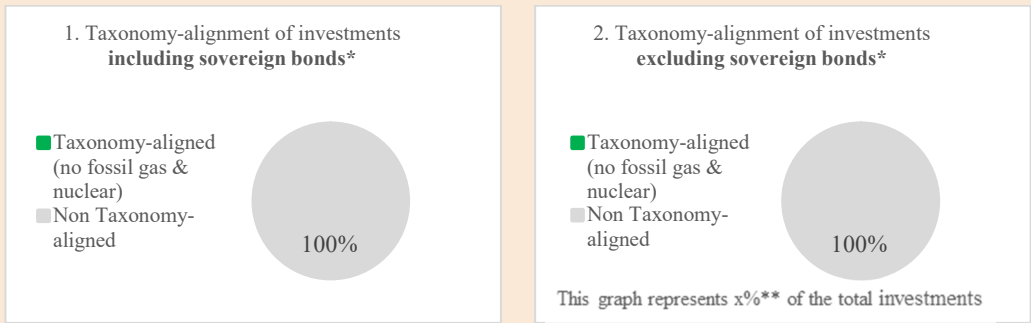 1. Taxonomy-alignment of investments
including sovereign bonds*
Taxonomy-aligned
(no fossil gas &
nuclear)
Non Taxonomy-
aligned
100%
2. Taxonomy-alignment of investments
excluding sovereign bonds*
Taxonomy-aligned
(no fossil gas &
nuclear)
Non Taxonomy-
aligned
100%
This graph represents x%** of the total investments